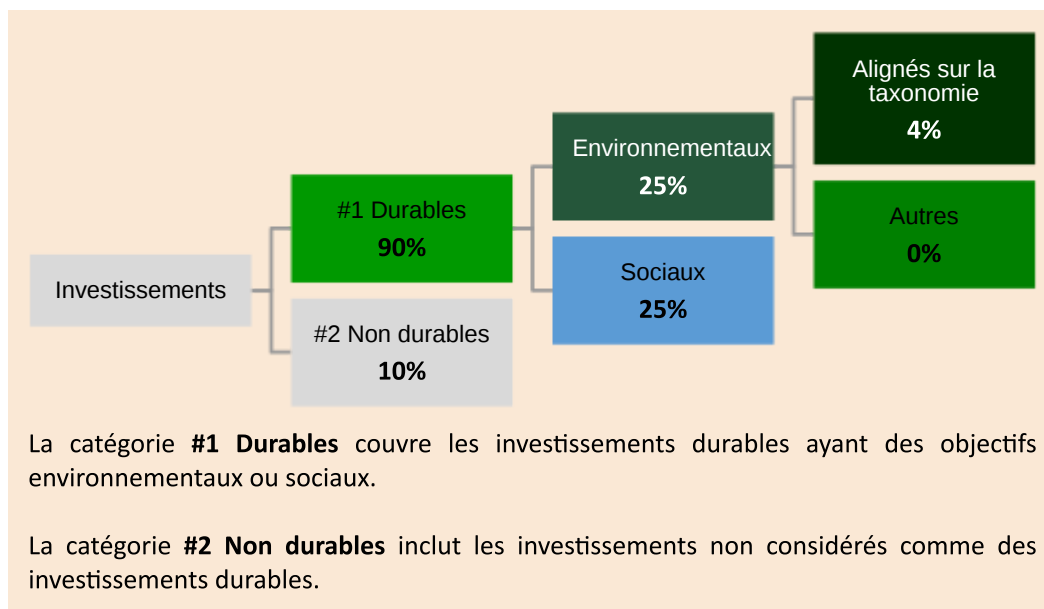 Alignés sur la
taxonomie
4%
Environnementaux
25%
#1 Durables
90%
Autres
0%
Sociaux
25%
Investissements
#2 Non durables
10%
La catégorie #1 Durables couvre les investissements durables ayant des objectifs
environnementaux ou sociaux.
La catégorie #2 Non durables inclut les investissements non considérés comme des
investissements durables.